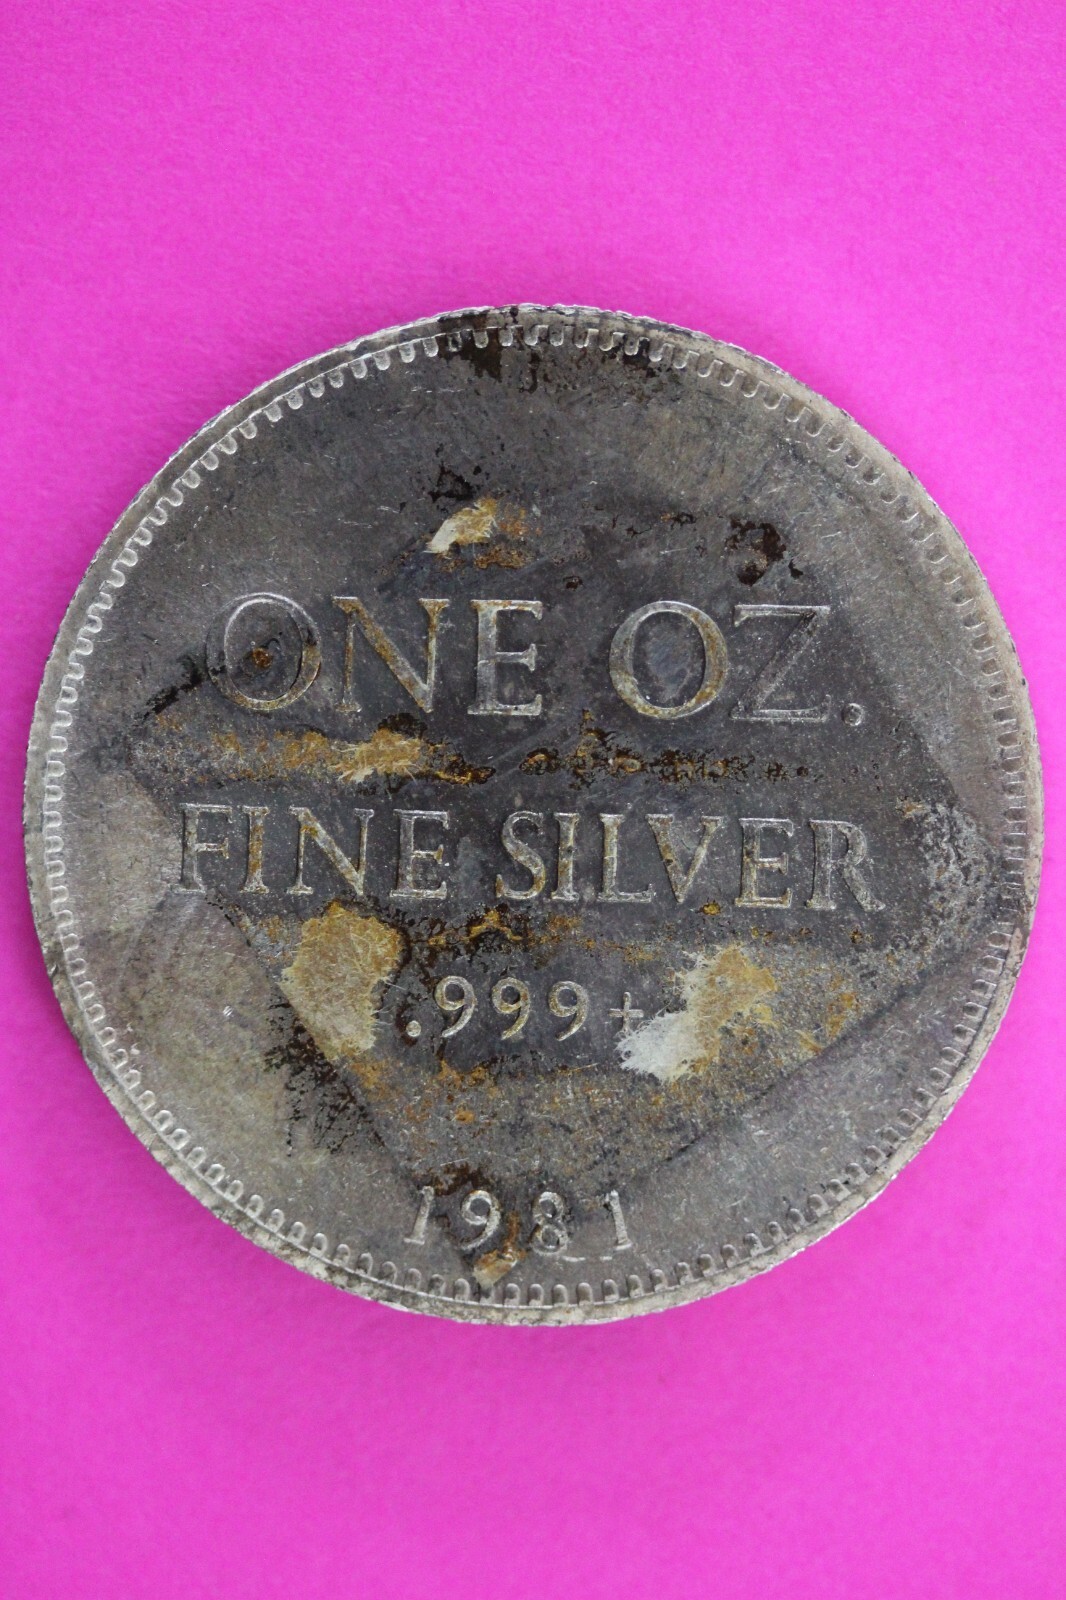 ONE OZ.
FINE SILVER
.999+
1981